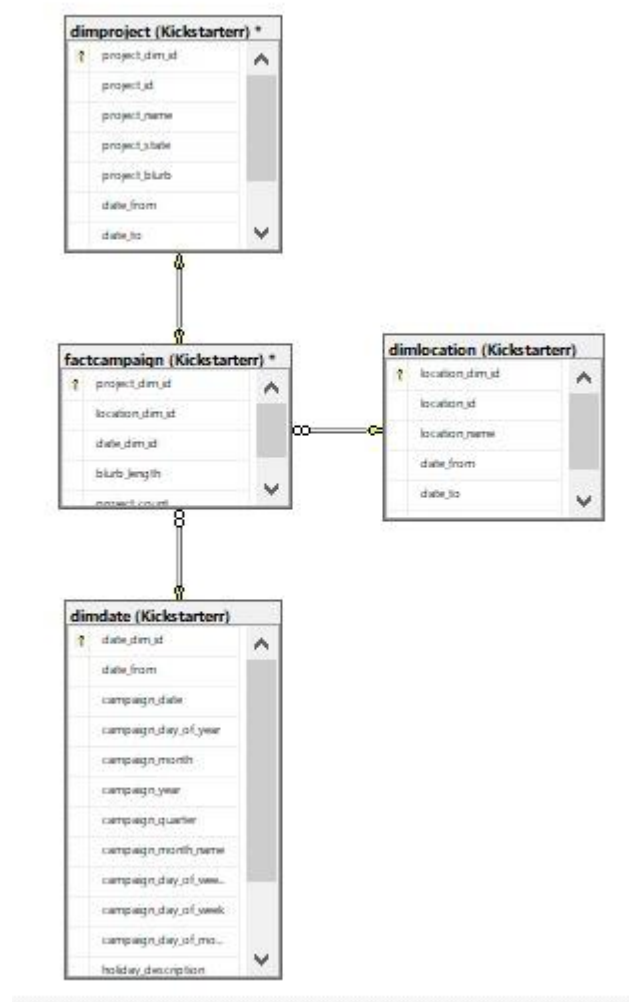 dimproject (Kickstarterr) *
project_dim_id
project_id
project_name
project_state
project_blurb
date_from
date_to
factcampaign (Kickstarterr) *
project_dim_id
location_dim_id
date_dim_id
blurb_length
project_count
dimlocation (Kickstarterr)
location_dim_id
location_id
location_name
date_from
date_to
dimdate (Kickstarterr)
date_dim_id
date_from
campaign_date
campaign_day_of_year
campaign_month
campaign_year
campaign_quarter
campaign_month_name
campaign_day_of_wee...
campaign_day_of_week
campaign_day_of_mo...
holiday_description